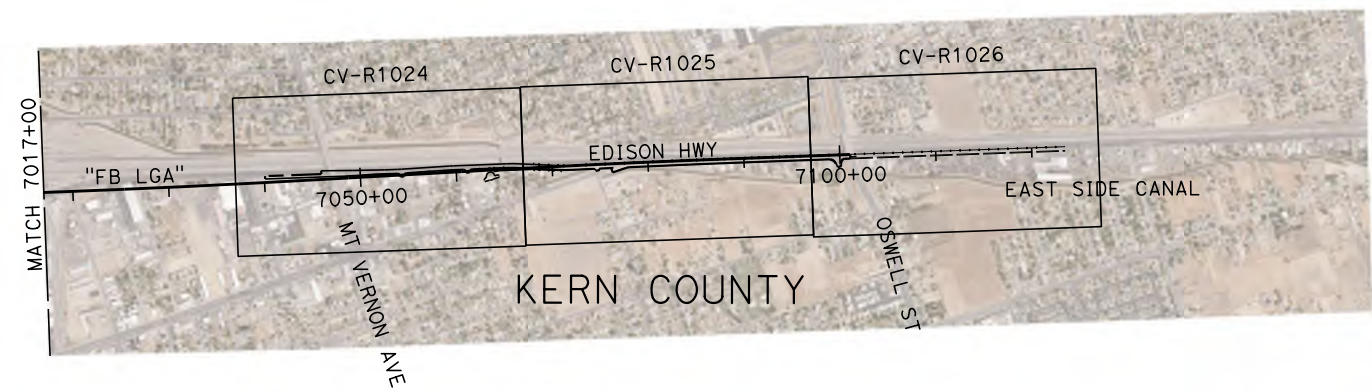 CV-R1024
CV-R1025
CV-R1026
MATCH 7017+00
"FB LGA"
EDISON HWY
7050+00
7100+00
EAST SIDE CANAL
MT VERNON AVE
OSWELL ST
KERN COUNTY